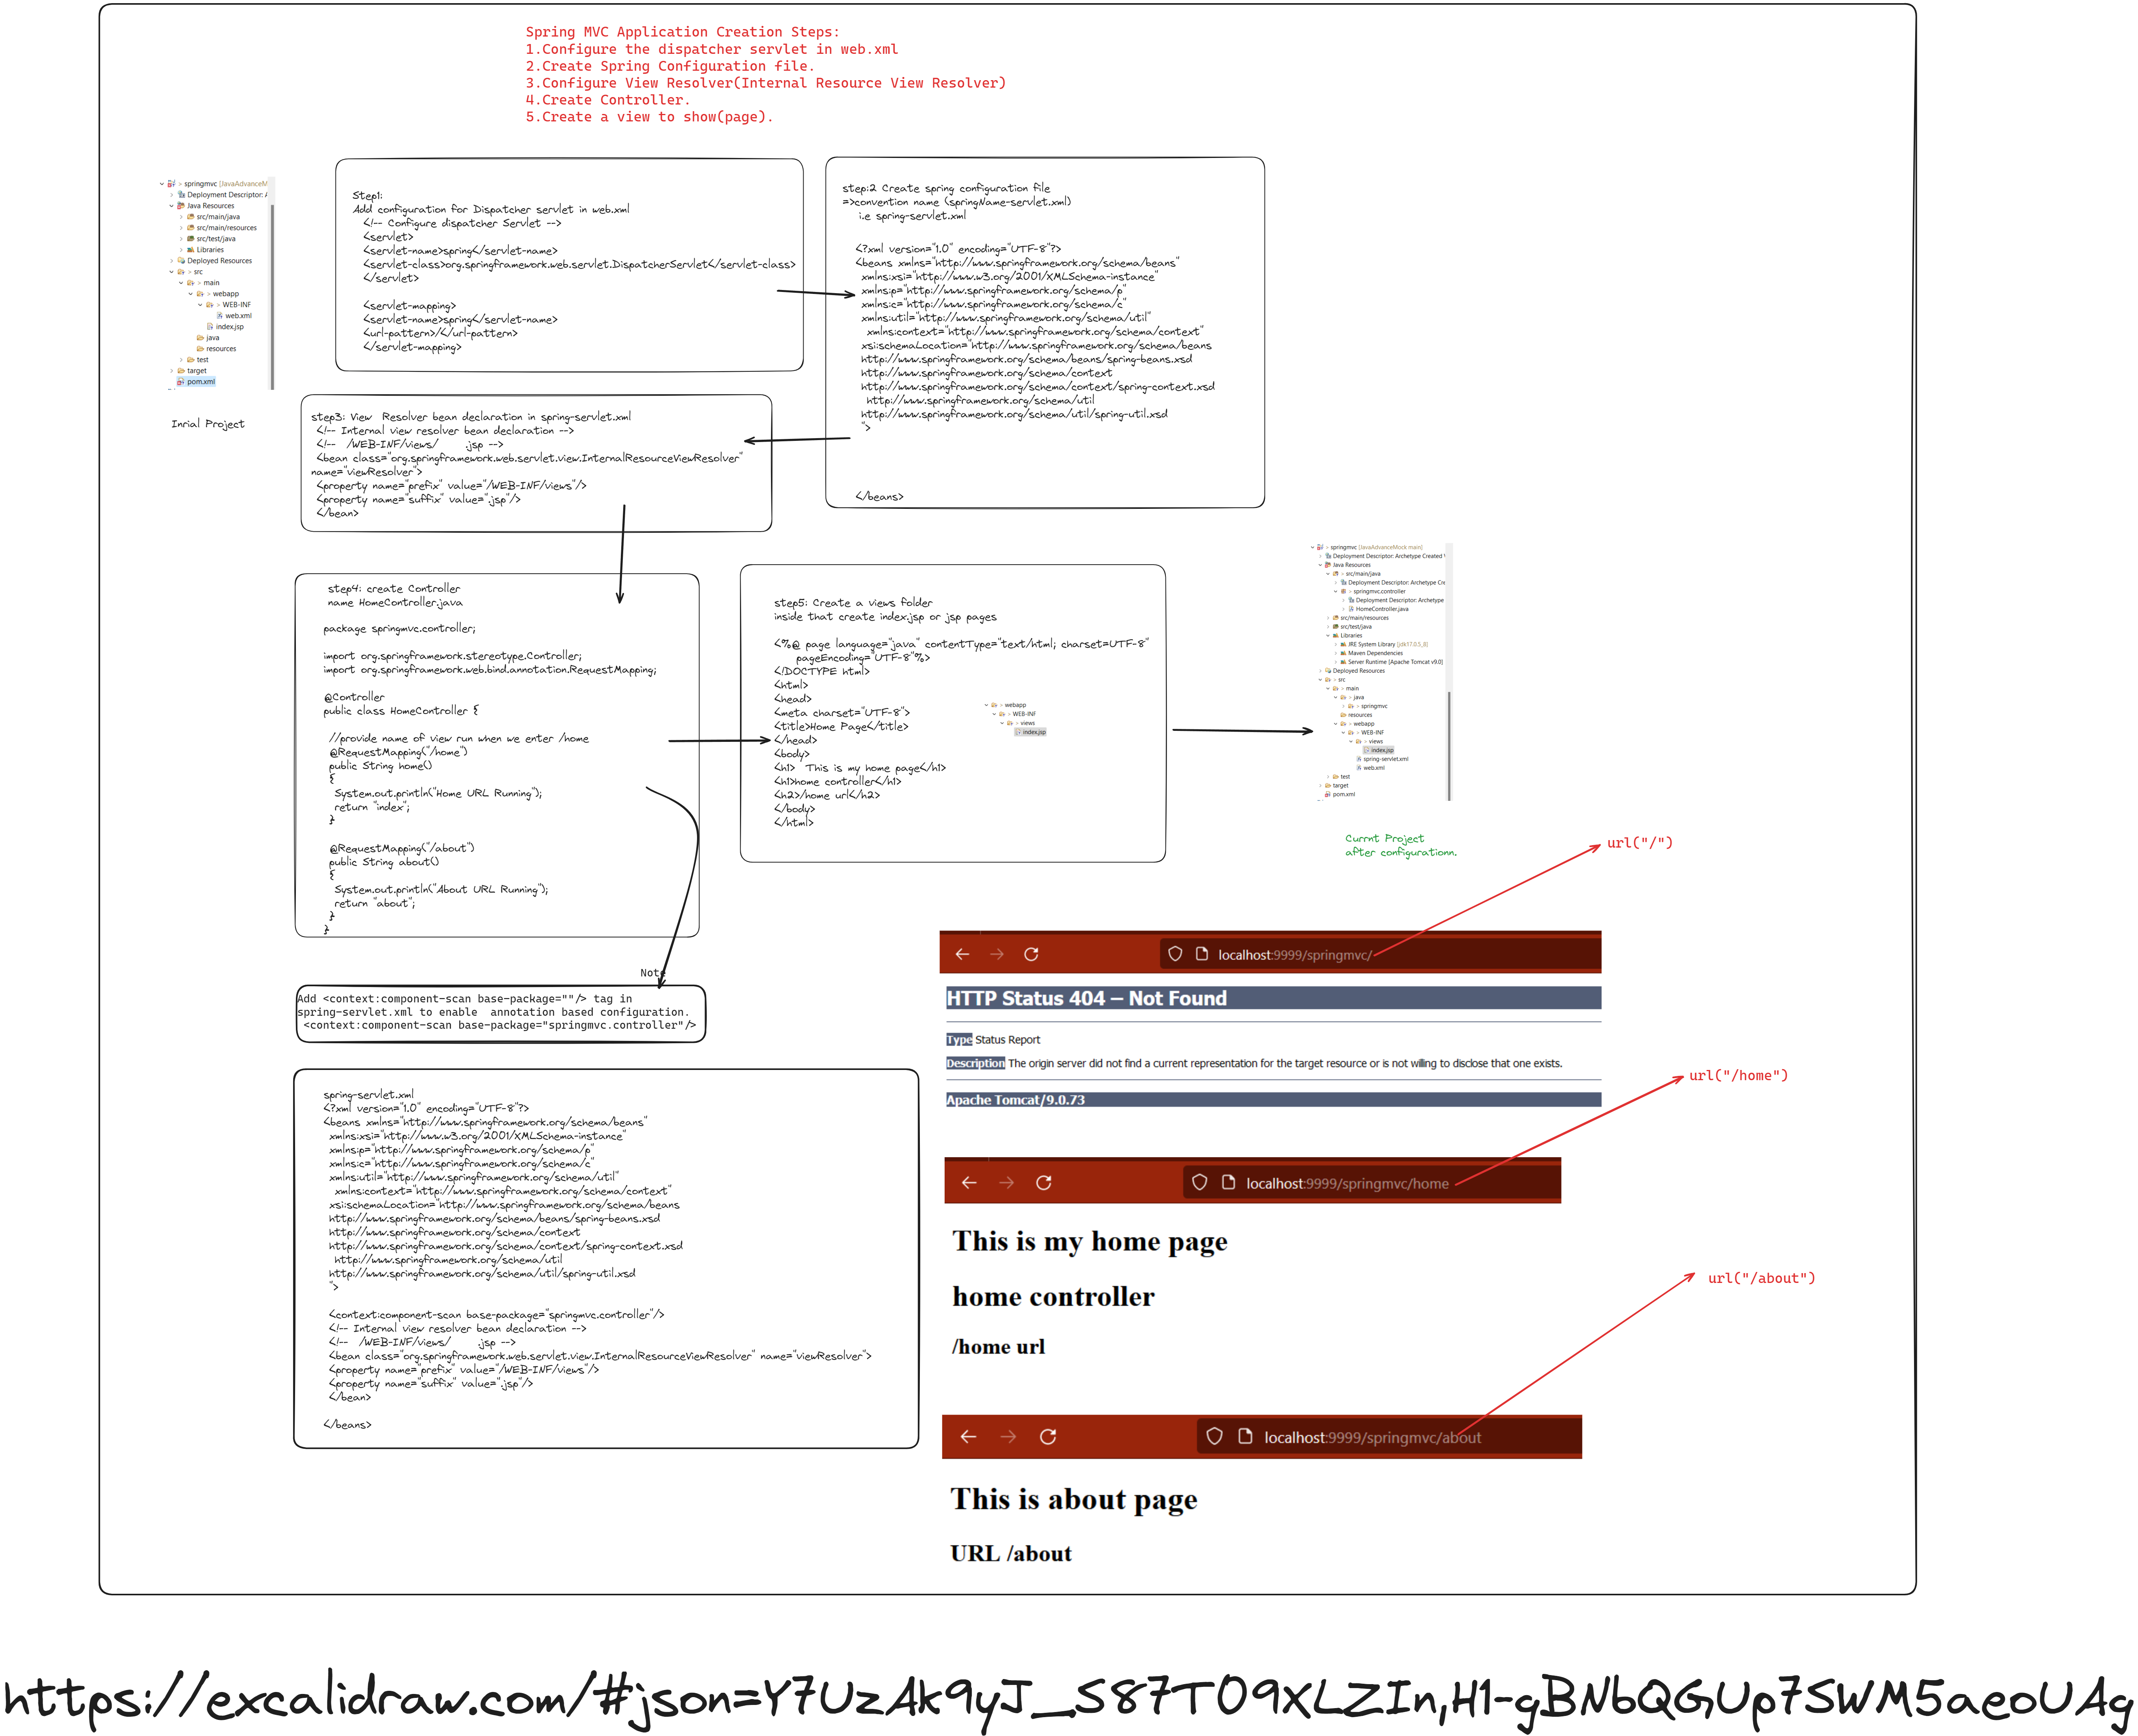 Spring MVC Application Creation Steps:
1.Configure the dispatcher servlet in web.xml
2.Create Spring Configuration file.
3.Configure View Resolver(Internal Resource View Resolver)
4.Create Controller.
5.Create a view to show(page).
> springmvc [JavaAdvanceM
Deployment Descriptor: A
Java Resources
src/main/java
src/main/resources
src/test/java
Libraries
Deployed Resources
> src
> main
> webapp
> WEB-INF
web.xml
index.jsp
java
resources
test
target
pom.xml
Inrial Project
Step1:
Add configuration for Dispatcher servlet in web.xml
<!-- Configure dispatcher Servlet -->
<servlet>
<servlet-name>spring</servlet-name>
<servlet-class>org.springframework.web.servlet.DispatcherServlet</servlet-class>
</servlet>
<servlet-mapping>
<servlet-name>spring</servlet-name>
<url-pattern>/</url-pattern>
</servlet-mapping>
step:2 Create spring configuration file
=>convention name (springName-servlet.xml)
i.e spring-servlet.xml
<?xml version="1.0" encoding="UTF-8"?>
<beans xmlns="http://www.springframework.org/schema/beans"
xmlns:xsi="http://www.w3.org/2001/XMLSchema-instance"
xmlns:p="http://www.springframework.org/schema/p"
xmlns:c="http://www.springframework.org/schema/c"
xmlns:util="http://www.springframework.org/schema/util"
xmlns:context="http://www.springframework.org/schema/context"
xsi:schemaLocation="http://www.springframework.org/schema/beans
http://www.springframework.org/schema/beans/spring-beans.xsd
http://www.springframework.org/schema/context
http://www.springframework.org/schema/context/spring-context.xsd
http://www.springframework.org/schema/util
http://www.springframework.org/schema/util/spring-util.xsd
">
</beans>
step3: View Resolver bean declaration in spring-servlet.xml
<!-- Internal view resolver bean declaration -->
<!-- /WEB-INF/views/ .jsp -->
<bean class="org.springframework.web.servlet.view.InternalResourceViewResolver"
name="viewResolver">
<property name="prefix" value="/WEB-INF/views"/>
<property name="suffix" value=".jsp"/>
</bean>
step4: create Controller
name HomeController.java
package springmvc.controller;
import org.springframework.stereotype.Controller;
import org.springframework.web.bind.annotation.RequestMapping;
@Controller
public class HomeController {
//provide name of view run when we enter /home
@RequestMapping("/home")
public String home()
{
System.out.println("Home URL Running");
return "index";
}
@RequestMapping("/about")
public String about()
{
System.out.println("About URL Running");
return "about";
}
}
step5: Create a views folder
inside that create index.jsp or jsp pages
<%@ page language="java" contentType="text/html; charset=UTF-8"
pageEncoding="UTF-8"%>
<!DOCTYPE html>
<html>
<head>
<meta charset="UTF-8">
<title>Home Page</title>
</head>
<body>
<h1> This is my home page</h1>
<h1>home controller</h1>
<h2>/home url</h2>
</body>
</html>
> webapp
> WEB-INF
> views
index.jsp
> springmvc [JavaAdvanceMock main]
Deployment Descriptor: Archetype Created
Java Resources
> src/main/java
Deployment Descriptor: Archetype Cre
> springmvc.controller
Deployment Descriptor: Archetype
> HomeController.java
src/main/resources
src/test/java
Libraries
JRE System Library [jdk17.0.5_8]
Maven Dependencies
Server Runtime [Apache Tomcat v9.0]
Deployed Resources
> src
> main
> java
> springmvc
resources
> webapp
> WEB-INF
> views
index.jsp
spring-servlet.xml
web.xml
test
target
pom.xml
Currnt Project
after configurationn.
Note
Add <context:component-scan base-package=""/> tag in
spring-servlet.xml to enable annotation based configuration.
<context:component-scan base-package="springmvc.controller"/>
spring-servlet.xml
<?xml version="1.0" encoding="UTF-8"?>
<beans xmlns="http://www.springframework.org/schema/beans"
xmlns:xsi="http://www.w3.org/2001/XMLSchema-instance"
xmlns:p="http://www.springframework.org/schema/p"
xmlns:c="http://www.springframework.org/schema/c"
xmlns:util="http://www.springframework.org/schema/util"
xmlns:context="http://www.springframework.org/schema/context"
xsi:schemaLocation="http://www.springframework.org/schema/beans
http://www.springframework.org/schema/beans/spring-beans.xsd
http://www.springframework.org/schema/context
http://www.springframework.org/schema/context/spring-context.xsd
http://www.springframework.org/schema/util
http://www.springframework.org/schema/util/spring-util.xsd
">
<context:component-scan base-package="springmvc.controller"/>
<!-- Internal view resolver bean declaration -->
<!-- /WEB-INF/views/ .jsp -->
<bean class="org.springframework.web.servlet.view.InternalResourceViewResolver" name="viewResolver">
<property name="prefix" value="/WEB-INF/views"/>
<property name="suffix" value=".jsp"/>
</bean>
</beans>
url("/")
localhost:9999/springmvc/
HTTP Status 404 – Not Found
Type Status Report
Description The origin server did not find a current representation for the target resource or is not willing to disclose that one exists.
Apache Tomcat/9.0.73
url("/home")
localhost:9999/springmvc/home
This is my home page
home controller
/home url
url("/about")
localhost:9999/springmvc/about
This is about page
URL /about
https://excalidraw.com/#json=Y7UzAk9yJ_S87TO9XLZIn,H1-gBNbQGUp7SWM5aeoUAg